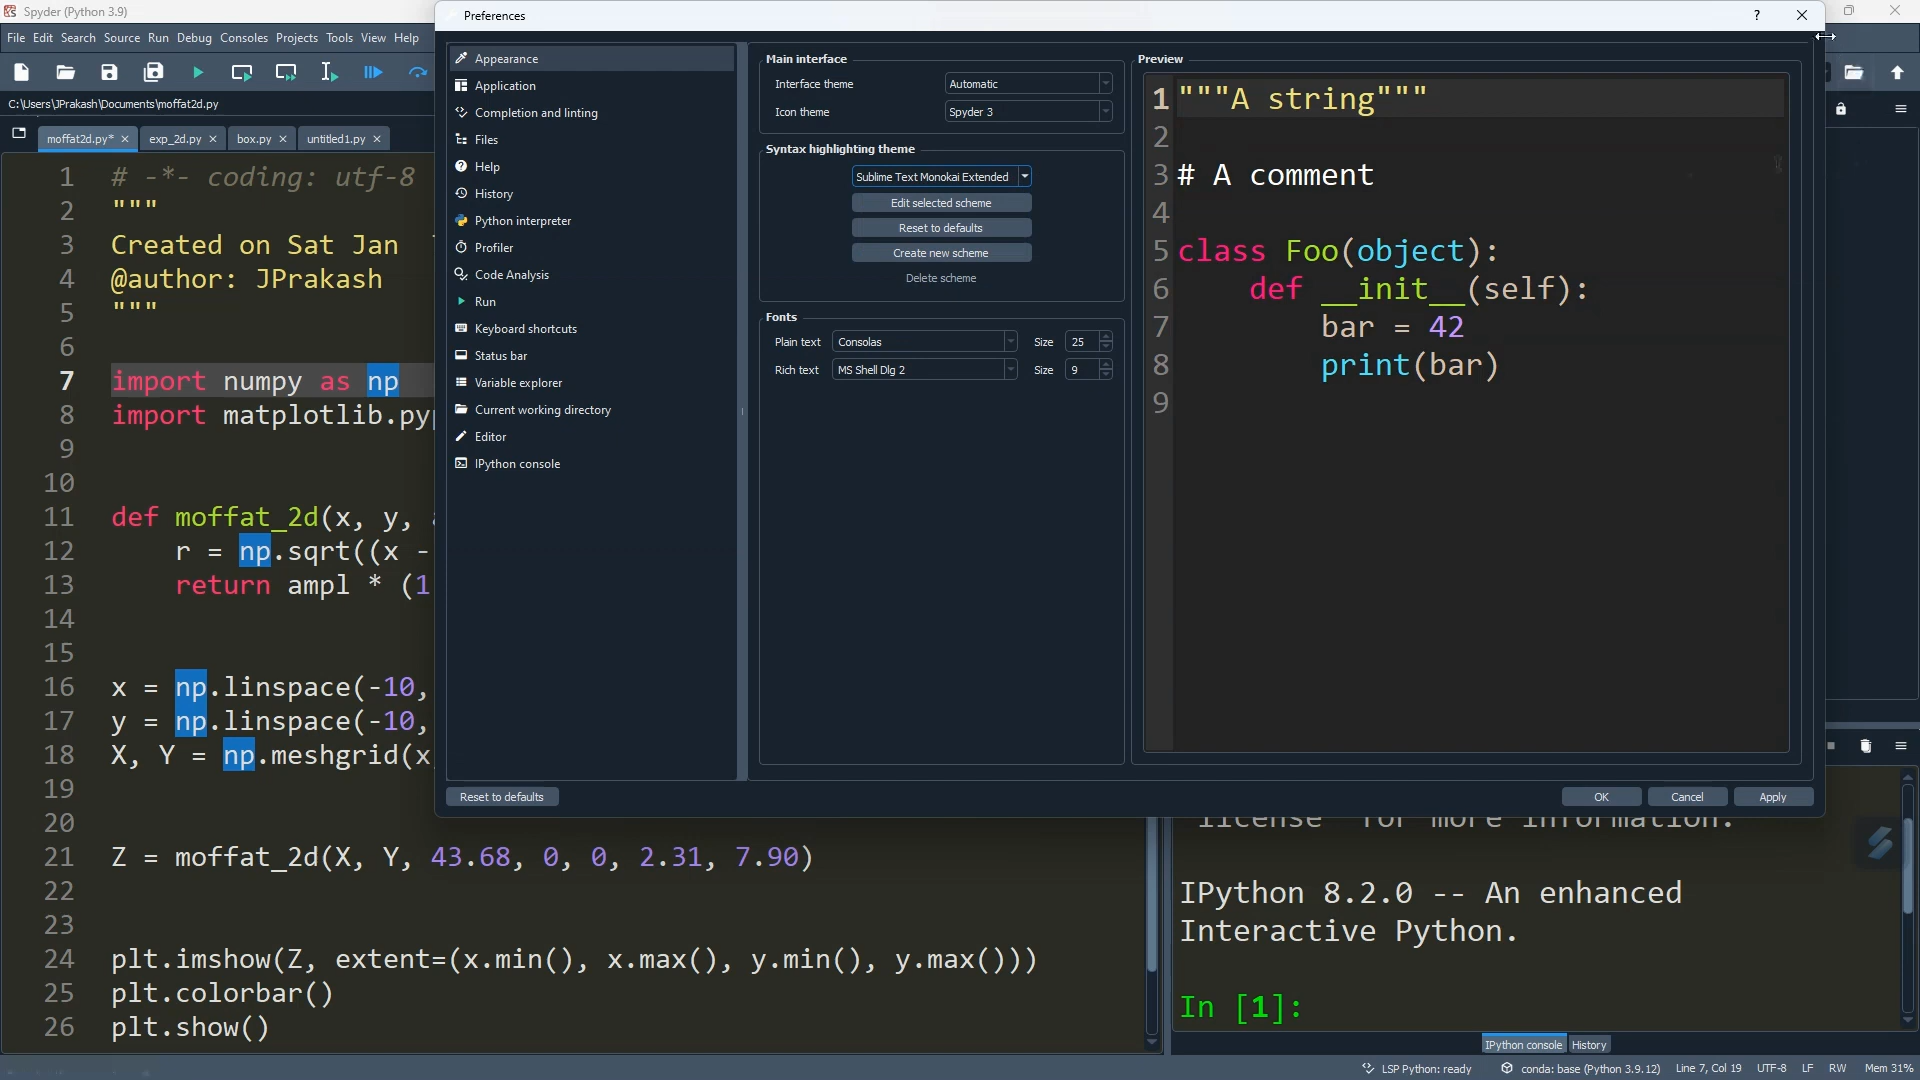 Spyder (Python 3.9)
Preferences
?
File Edit Search Source Run Debug Consoles Projects Tools View Help
C:\Users\JPrakash\Documents\moffat2d.py
moffat2d.py*
exp_2d.py
box.py
untitled1.py
1 # -*- coding: utf-8
2 """
3 Created on Sat Jan
4 @author: JPrakash
5 """
6
7 import numpy as np
8 import matplotlib.pyp
9
10
11 def moffat_2d(x, y,
12 r = np.sqrt((x -
13 return ampl * (1
14
15
16 x = np.linspace(-10,
17 y = np.linspace(-10,
18 X, Y = np.meshgrid(x
19
20
21 Z = moffat_2d(X, Y, 43.68, 0, 0, 2.31, 7.90)
22
23
24 plt.imshow(Z, extent=(x.min(), x.max(), y.min(), y.max()))
25 plt.colorbar()
26 plt.show()
Appearance
Application
Completion and linting
Files
Help
History
Python interpreter
Profiler
Code Analysis
Run
Keyboard shortcuts
Status bar
Variable explorer
Current working directory
Editor
IPython console
Main interface
Interface theme Automatic
Icon theme Spyder 3
Syntax highlighting theme
Sublime Text Monokai Extended
Edit selected scheme
Reset to defaults
Create new scheme
Delete scheme
Fonts
Plain text Consolas Size 25
Rich text MS Shell Dlg 2 Size 9
Preview
1 """A string"""
2
3 # A comment
4
5 class Foo(object):
6 def __init__(self):
7 bar = 42
8 print(bar)
9
Reset to defaults
OK Cancel Apply
license for more information.
IPython 8.2.0 -- An enhanced
Interactive Python.
In [1]:
IPython console History
LSP Python: ready conda: base (Python 3.9.12) Line 7, Col 19 UTF-8 LF RW Mem 31%